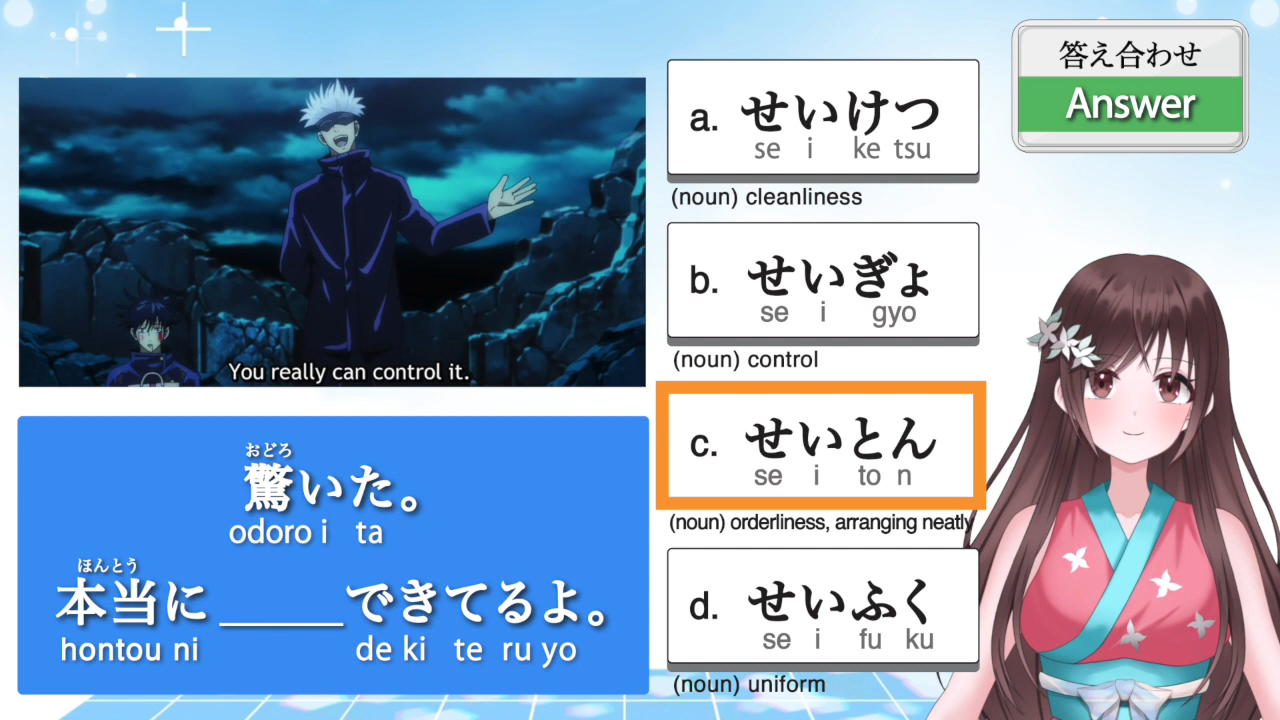 答え合わせ
Answer
You really can control it.
おどろ
驚いた。
odoro i ta
ほんとう
本当に______できてるよ。
hontou ni de ki te ru yo
a. せいけつ
se i ke tsu
(noun) cleanliness
b. せいぎょ
se i gyo
(noun) control
c. せいとん
se i to n
(noun) orderliness, arranging neatly
d. せいふく
se i fu ku
(noun) uniform